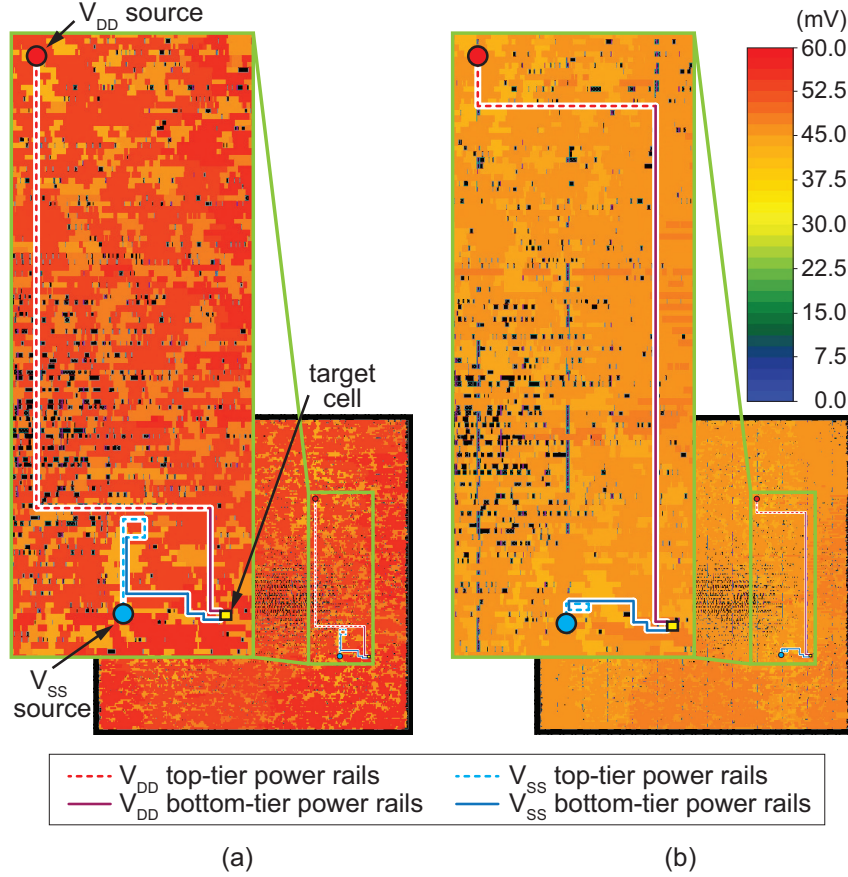 V_DD source
(mV)
60.0
52.5
45.0
37.5
30.0
22.5
15.0
7.5
0.0
target
cell
V_SS
source
V_DD top-tier power rails
V_SS top-tier power rails
V_DD bottom-tier power rails
V_SS bottom-tier power rails
(a)
(b)